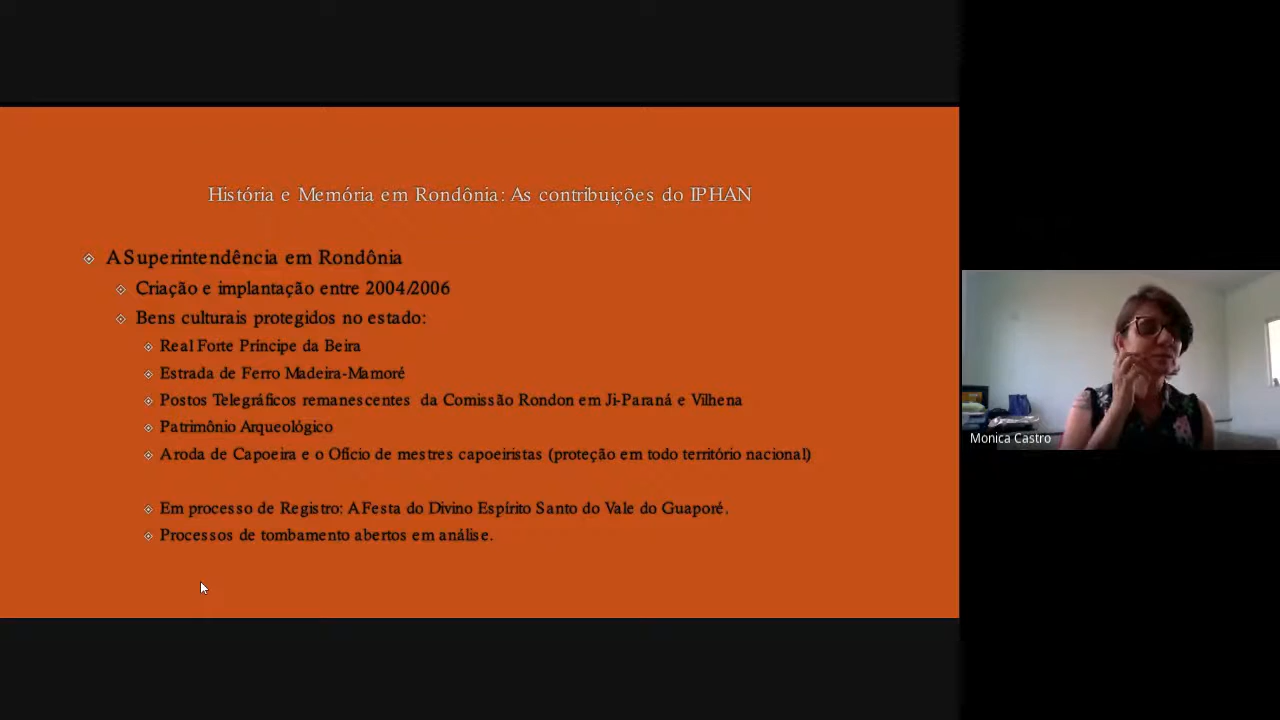 História e Memória em Rondônia: As contribuições do IPHAN
A Superintendência em Rondônia
Criação e implantação entre 2004/2006
Bens culturais protegidos no estado:
Real Forte Príncipe da Beira
Estrada de Ferro Madeira-Mamoré
Postos Telegráficos remanescentes da Comissão Rondon em Ji-Paraná e Vilhena
Patrimônio Arqueológico
A roda de Capoeira e o Ofício de mestres capoeiristas (proteção em todo território nacional)
Em processo de Registro: A Festa do Divino Espírito Santo do Vale do Guaporé.
Processos de tombamento abertos em análise.
Monica Castro